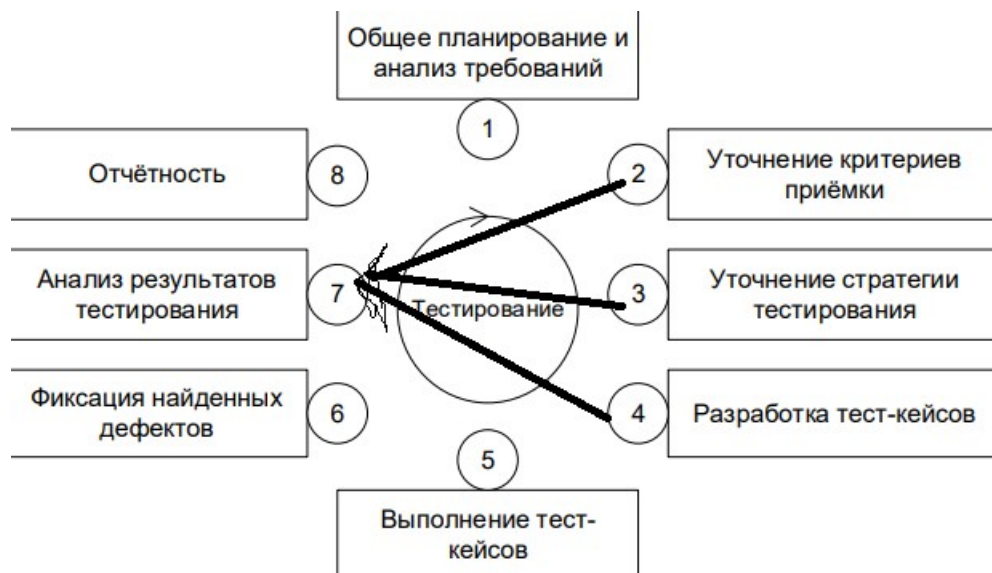 Общее планирование и
анализ требований
1
Отчётность
8
2
Уточнение критериев
приёмки
Анализ результатов
тестирования
7
Тестирование
3
Уточнение стратегии
тестирования
Фиксация найденных
дефектов
6
4
Разработка тест-кейсов
5
Выполнение тест-
кейсов